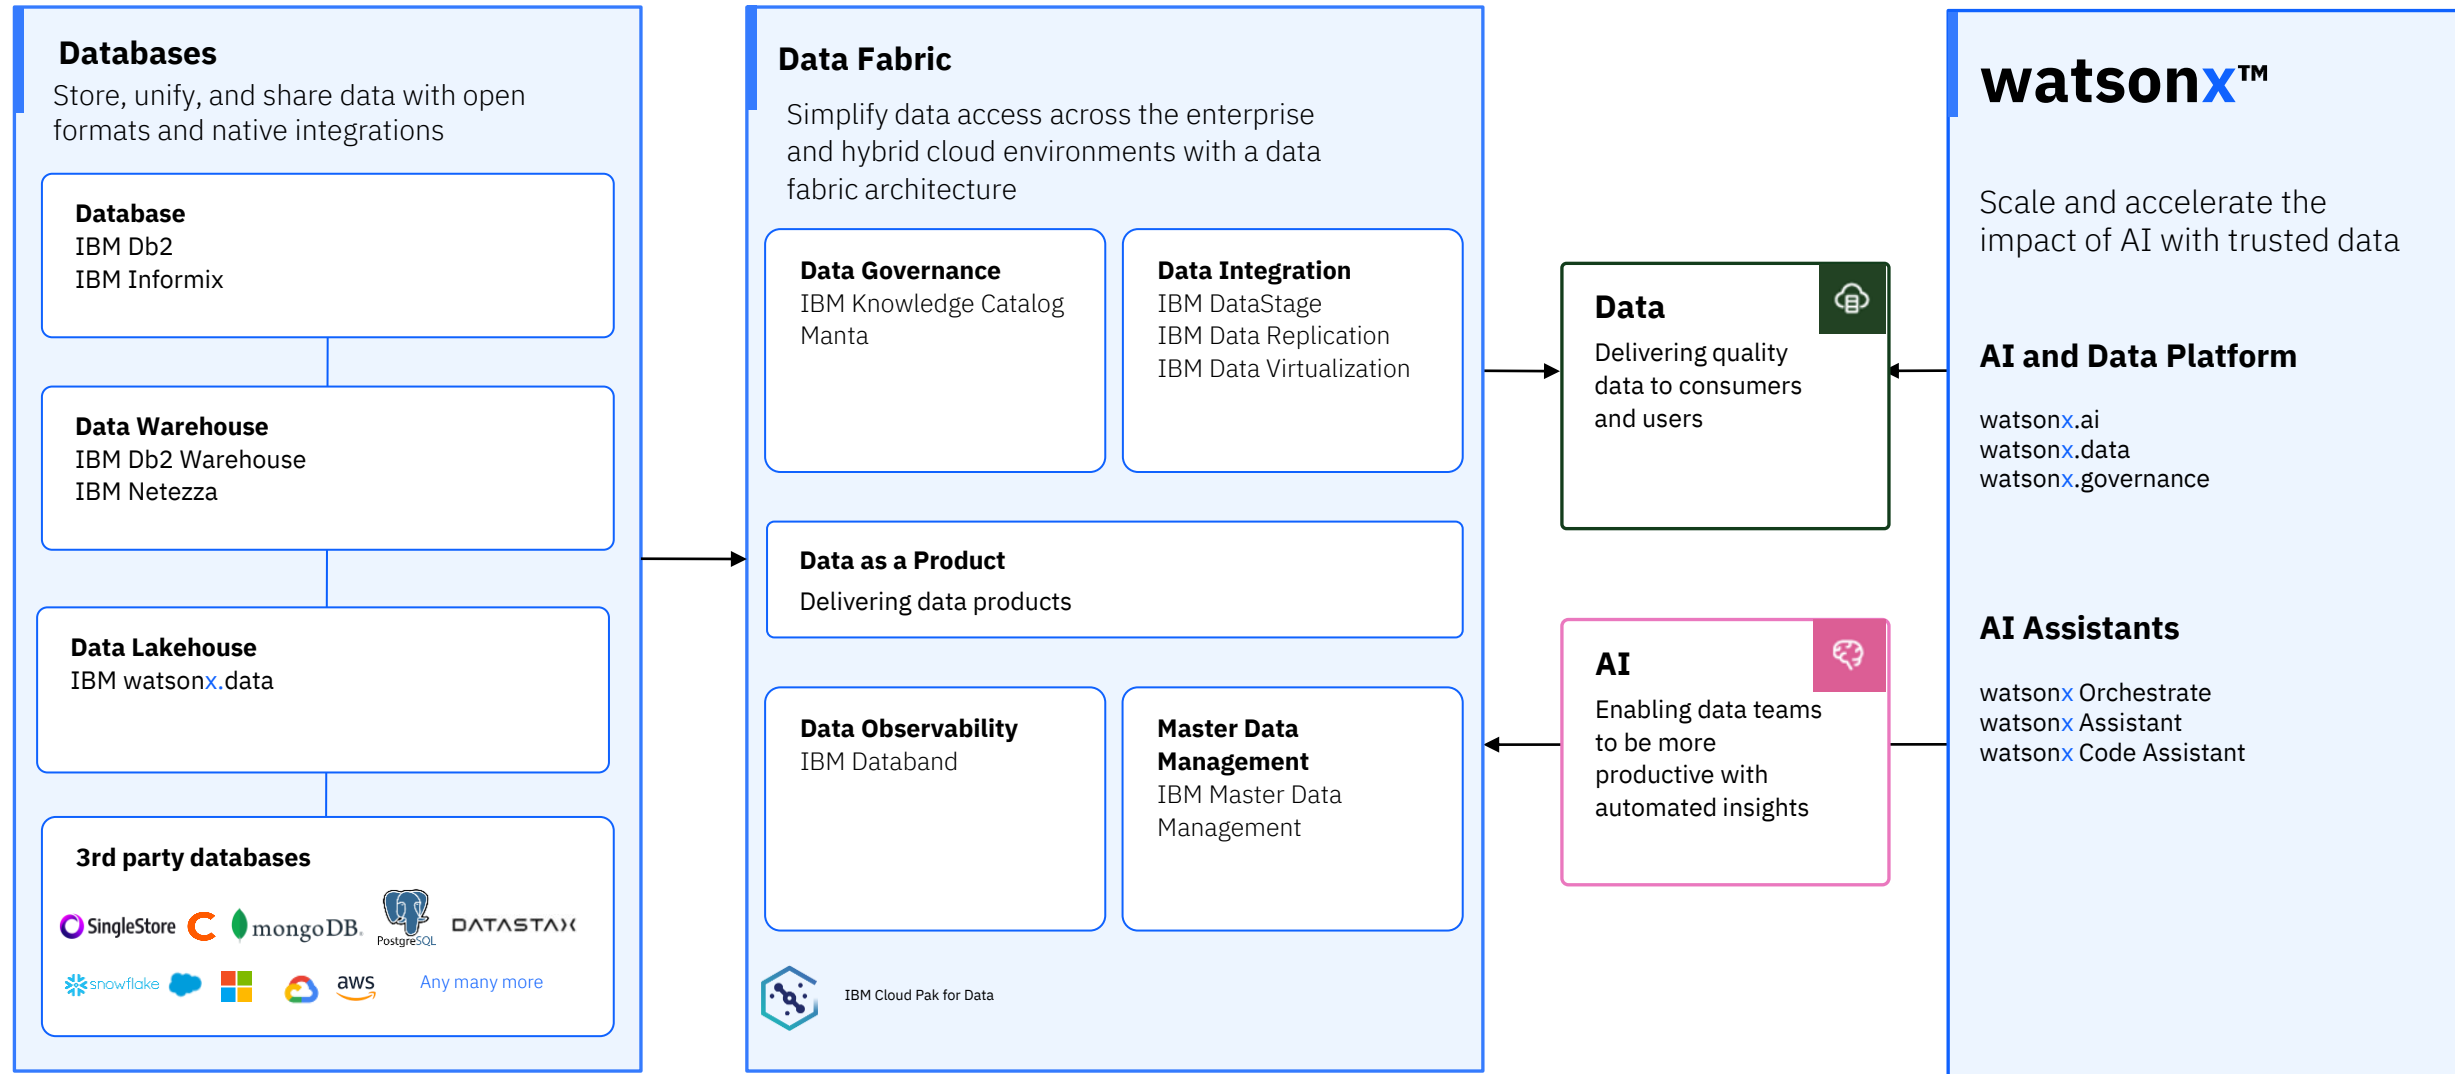 Databases
Store, unify, and share data with open
formats and native integrations
Database
IBM Db2
IBM Informix
Data Warehouse
IBM Db2 Warehouse
IBM Netezza
Data Lakehouse
IBM watsonx.data
3rd party databases
SingleStore
mongoDB.
PostgreSQL
DATASTAX
snowflake
aws
Any many more
Data Fabric
Simplify data access across the enterprise
and hybrid cloud environments with a data
fabric architecture
Data Governance
IBM Knowledge Catalog
Manta
Data Integration
IBM DataStage
IBM Data Replication
IBM Data Virtualization
Data as a Product
Delivering data products
Data Observability
IBM Databand
Master Data
Management
IBM Master Data
Management
IBM Cloud Pak for Data
Data
Delivering quality
data to consumers
and users
AI
Enabling data teams
to be more
productive with
automated insights
watsonx™
Scale and accelerate the
impact of AI with trusted data
AI and Data Platform
watsonx.ai
watsonx.data
watsonx.governance
AI Assistants
watsonx Orchestrate
watsonx Assistant
watsonx Code Assistant